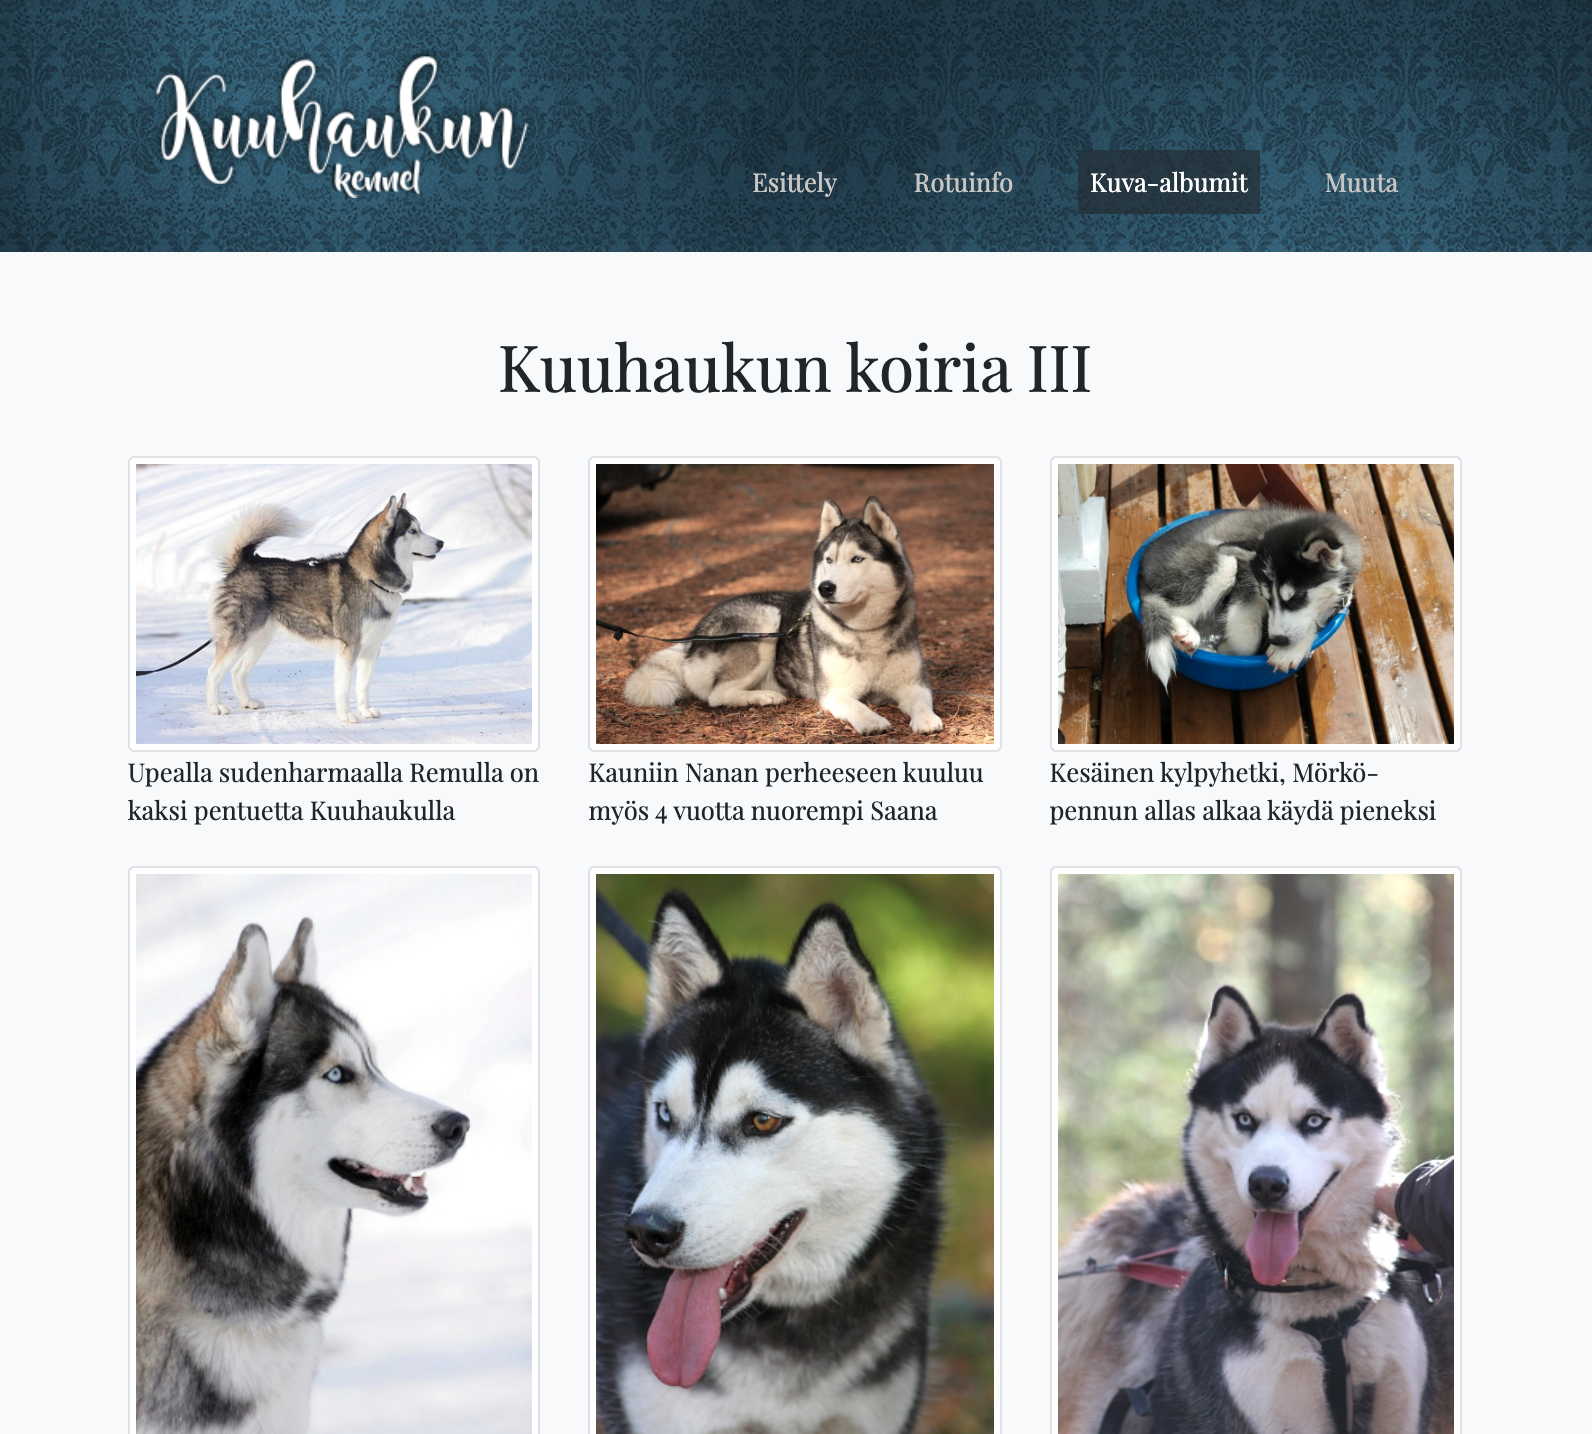 Kuuhaukun
kennel
Esittely
Rotuinfo
Kuva-albumit
Muuta
Kuuhaukun koiria III
Upealla sudenharmaalla Remulla on
kaksi pentuetta Kuuhaukulla
Kauniin Nanan perheeseen kuuluu
myös 4 vuotta nuorempi Saana
Kesäinen kylpyhetki, Mörkö-
pennun allas alkaa käydä pieneksi